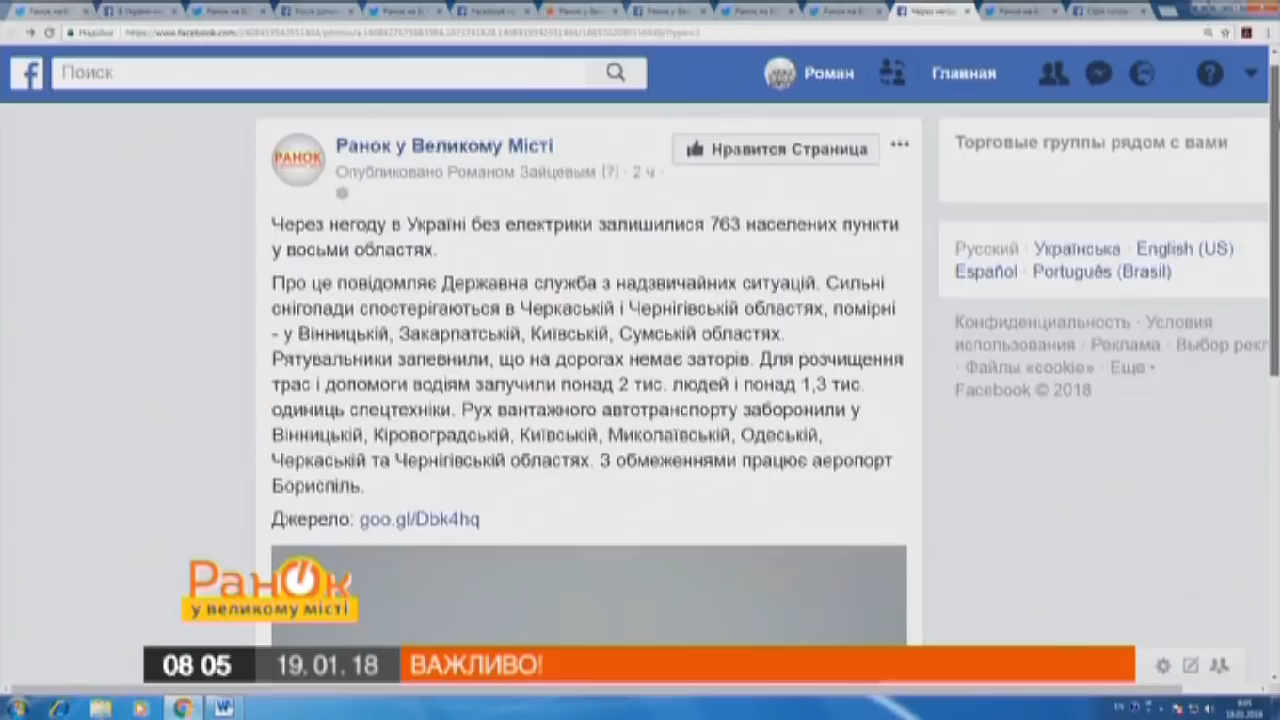 Поиск
Роман
Главная
РАНОК
Ранок у Великому Місті
Нравится Страница
Опубликовано Романом Зайцевым [?] · 2 ч ·
Через негоду в Україні без електрики залишилися 763 населених пункти
у восьми областях.
Про це повідомляє Державна служба з надзвичайних ситуацій. Сильні
снігопади спостерігаються в Черкаській і Чернігівській областях, помірні
- у Вінницькій, Закарпатській, Київській, Сумській областях.
Рятувальники запевнили, що на дорогах немає заторів. Для розчищення
трас і допомоги водіям залучили понад 2 тис. людей і понад 1,3 тис.
одиниць спецтехніки. Рух вантажного автотранспорту заборонили у
Вінницькій, Кіровоградській, Київській, Миколаївській, Одеській,
Черкаській та Чернігівській областях. З обмеженнями працює аеропорт
Бориспіль.
Джерело: goo.gl/Dbk4hq
Торговые группы рядом с вами
Русский · Українська · English (US) ·
Español · Português (Brasil)
Конфиденциальность · Условия
использования · Реклама · Выбор рекл
· Файлы «cookie» · Еще
Facebook © 2018
Ранок
у великому місті
08 05
19.01.18
ВАЖЛИВО!